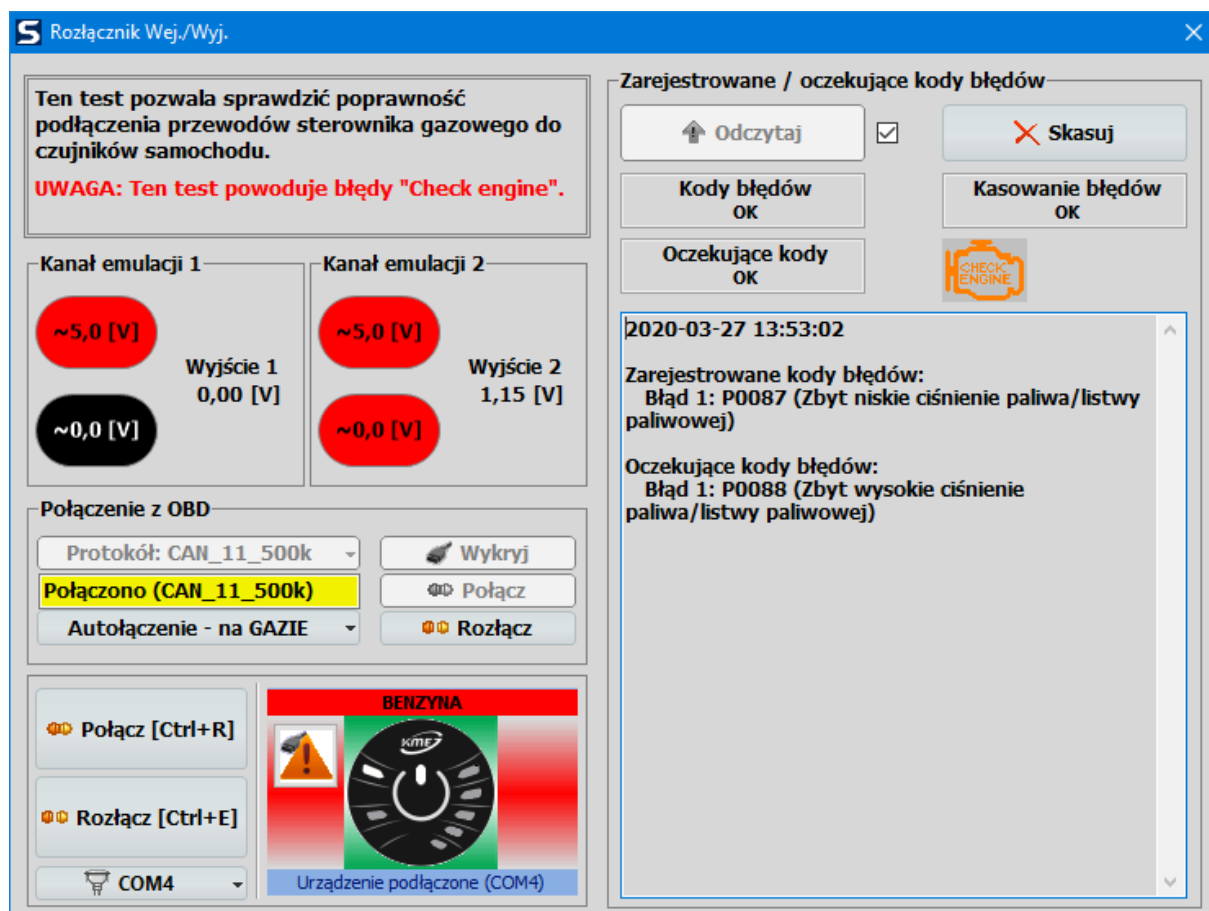 S Rozłącznik Wej./Wyj.
Ten test pozwala sprawdzić poprawność
podłączenia przewodów sterownika gazowego do
czujników samochodu.
UWAGA: Ten test powoduje błędy "Check engine".
Kanał emulacji 1
~5,0 [V]
Wyjście 1
0,00 [V]
~0,0 [V]
Kanał emulacji 2
~5,0 [V]
Wyjście 2
1,15 [V]
~0,0 [V]
Połączenie z OBD
Protokół: CAN_11_500k
Wykryj
Połączono (CAN_11_500k)
Połącz
Autołączenie - na GAZIE
Rozłącz
Połącz [Ctrl+R]
Rozłącz [Ctrl+E]
COM4
BENZYNA
KME
Urządzenie podłączone (COM4)
Zarejestrowane / oczekujące kody błędów
Odczytaj
Skasuj
Kody błędów
OK
Kasowanie błędów
OK
Oczekujące kody
OK
CHECK
ENGINE
2020-03-27 13:53:02
Zarejestrowane kody błędów:
Błąd 1: P0087 (Zbyt niskie ciśnienie paliwa/listwy
paliwowej)
Oczekujące kody błędów:
Błąd 1: P0088 (Zbyt wysokie ciśnienie
paliwa/listwy paliwowej)